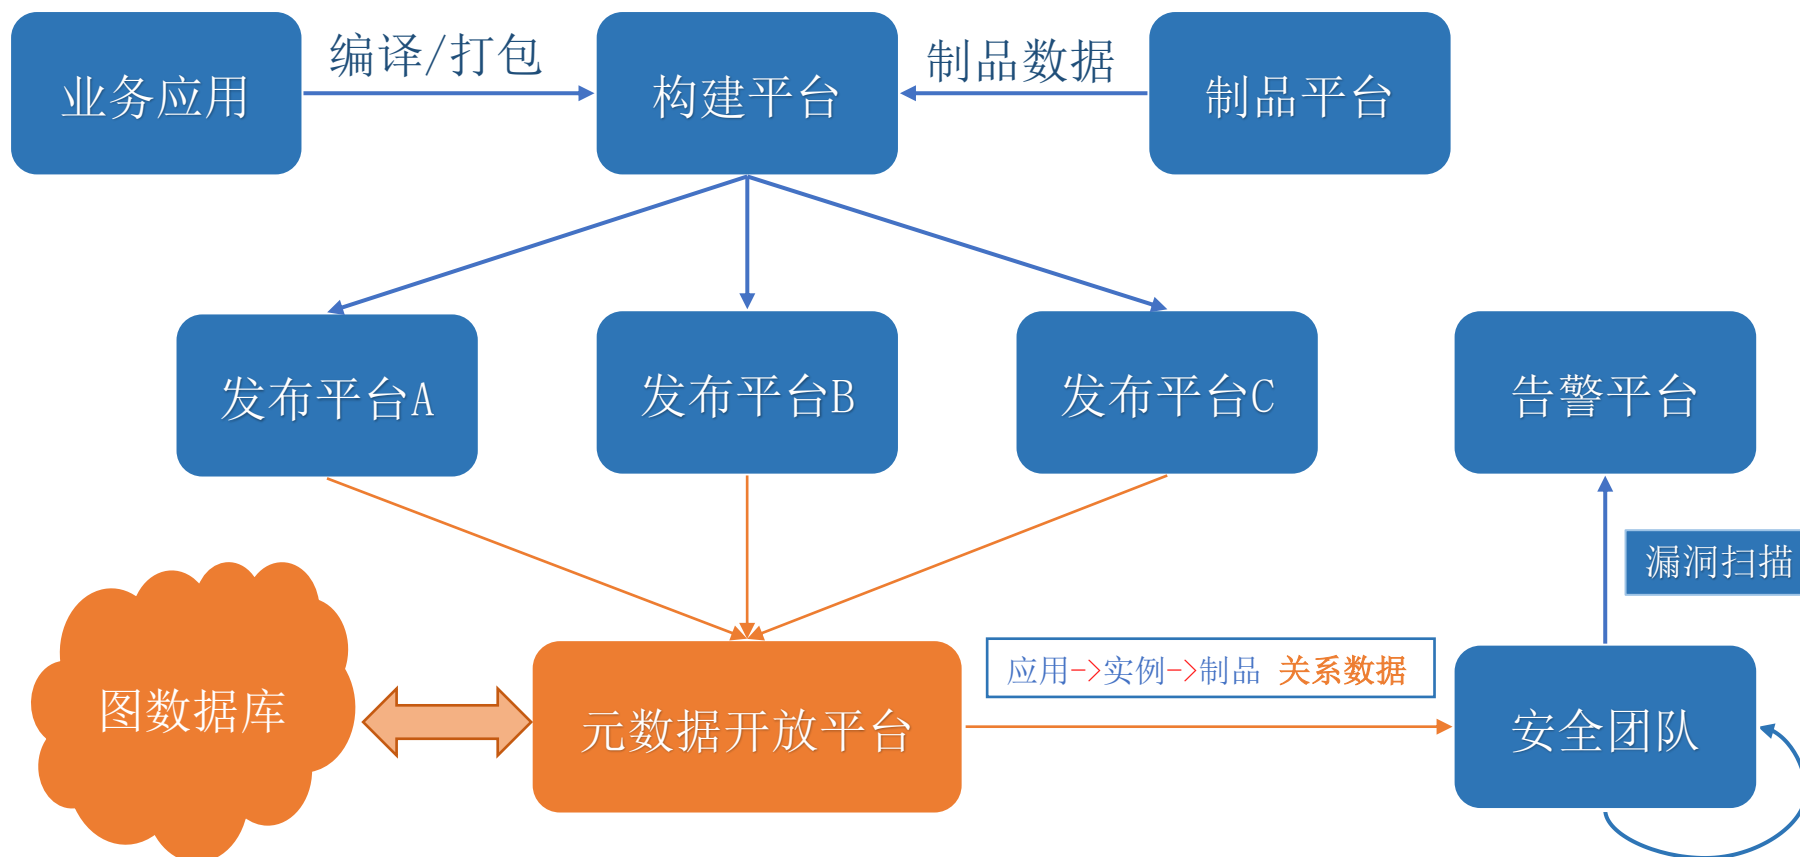 业务应用
编译/打包
构建平台
制品数据
制品平台
发布平台A
发布平台B
发布平台C
告警平台
漏洞扫描
图数据库
元数据开放平台
应用->实例->制品 关系数据
安全团队